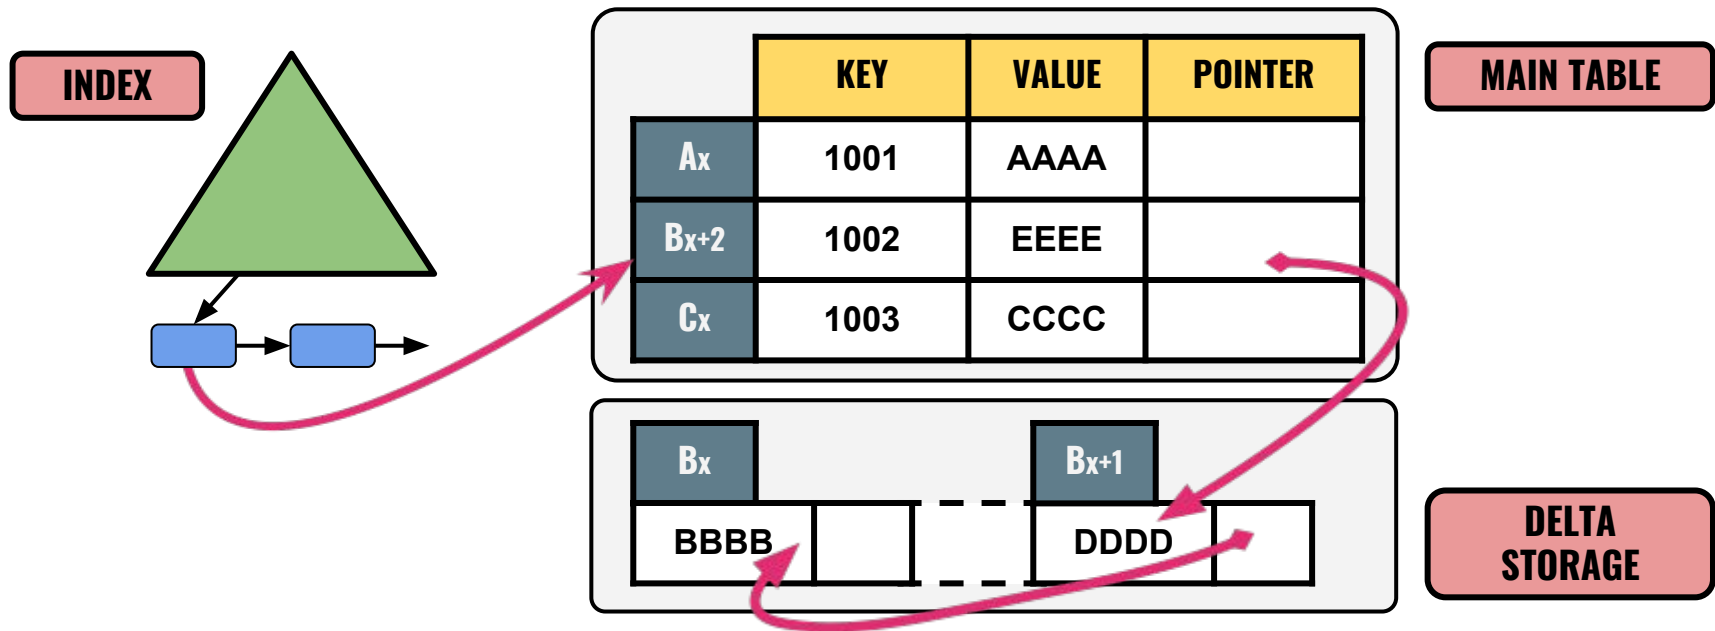 INDEX
KEY VALUE POINTER
MAIN TABLE
Ax 1001 AAAA
Bx+2 1002 EEEE
Cx 1003 CCCC
Bx Bx+1
BBBB DDDD
DELTA
STORAGE